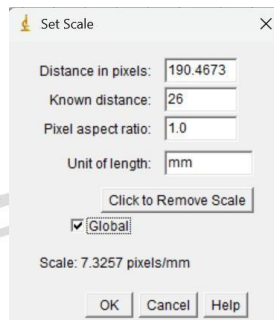 Set Scale
Distance in pixels: 190.4673
Known distance: 26
Pixel aspect ratio: 1.0
Unit of length: mm
Click to Remove Scale
Global
Scale: 7.3257 pixels/mm
OK Cancel Help